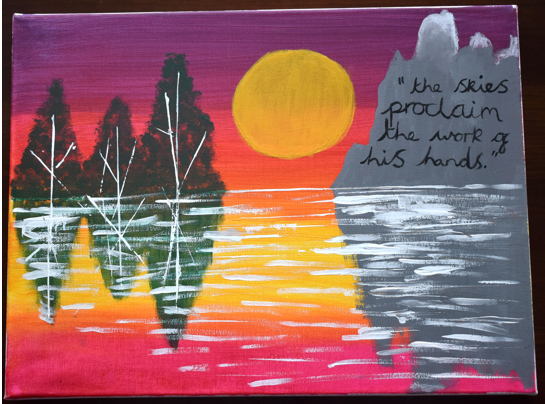 "the skies
proclaim
the work of
his hands."